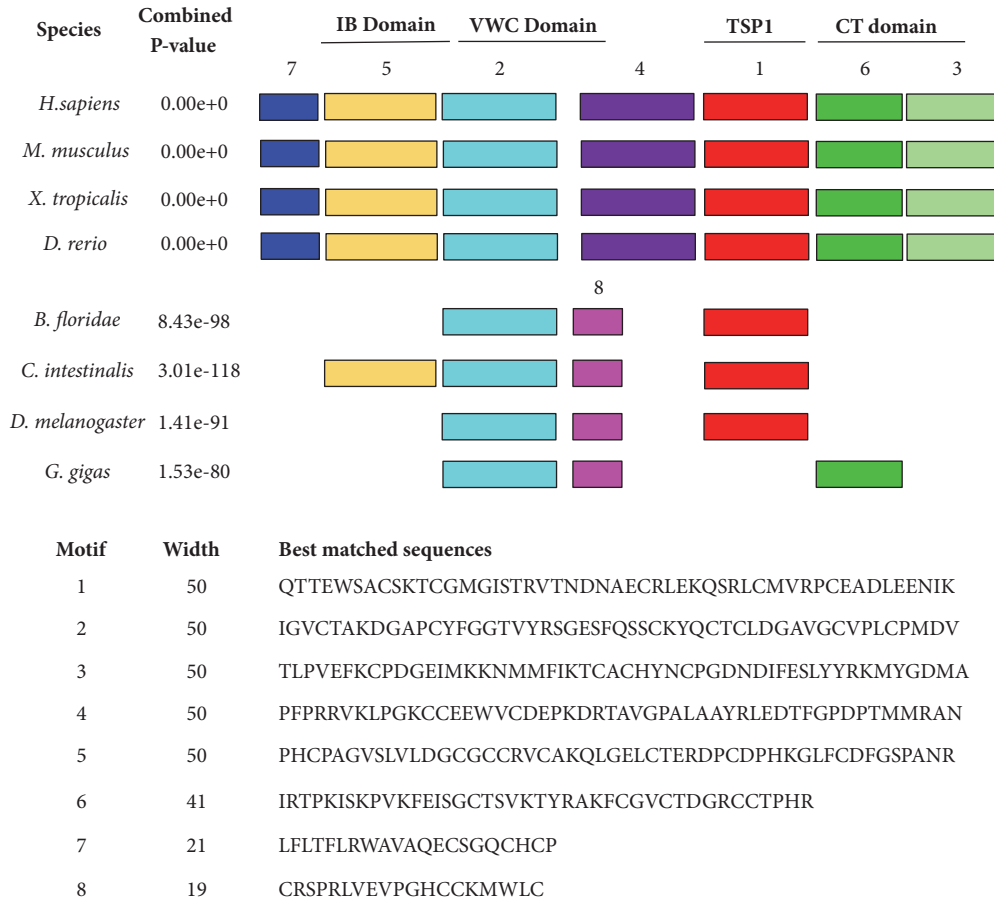 Species Combined P-value IB Domain VWC Domain TSP1 CT domain
7 5 2 4 1 6 3
H.sapiens 0.00e+0
M. musculus 0.00e+0
X. tropicalis 0.00e+0
D. rerio 0.00e+0
8
B. floridae 8.43e-98
C. intestinalis 3.01e-118
D. melanogaster 1.41e-91
G. gigas 1.53e-80
Motif Width Best matched sequences
1 50 QTTEWSACSKTCGMGISTRVTNDNAECRLEKQSRLCMVRPCEADLEENIK
2 50 IGVCTAKDGAPCYFGGTVYRSGESFQSSCKYQCTCLDGAVGCVPLCPMDV
3 50 TLPVEFKCPDGEIMKKNMMFIKTCACHYNCPGDNDIFESLYYRKMYGDMA
4 50 PFPRRVKLPGKCCEEWVCDEPKDRTAVGPALAAYRLEDTFGPDPTMMRAN
5 50 PHCPAGVSLVLDGCGCCRVCAKQLGELCTERDPCDPHKGLFCDFGSPANR
6 41 IRTPKISKPVKFEISGCTSVKTYRAKFCGVCTDGRCCTPHR
7 21 LFLTFLRWAVAQECSGQCHCP
8 19 CRSPRLVEVPGHCCKMWLC